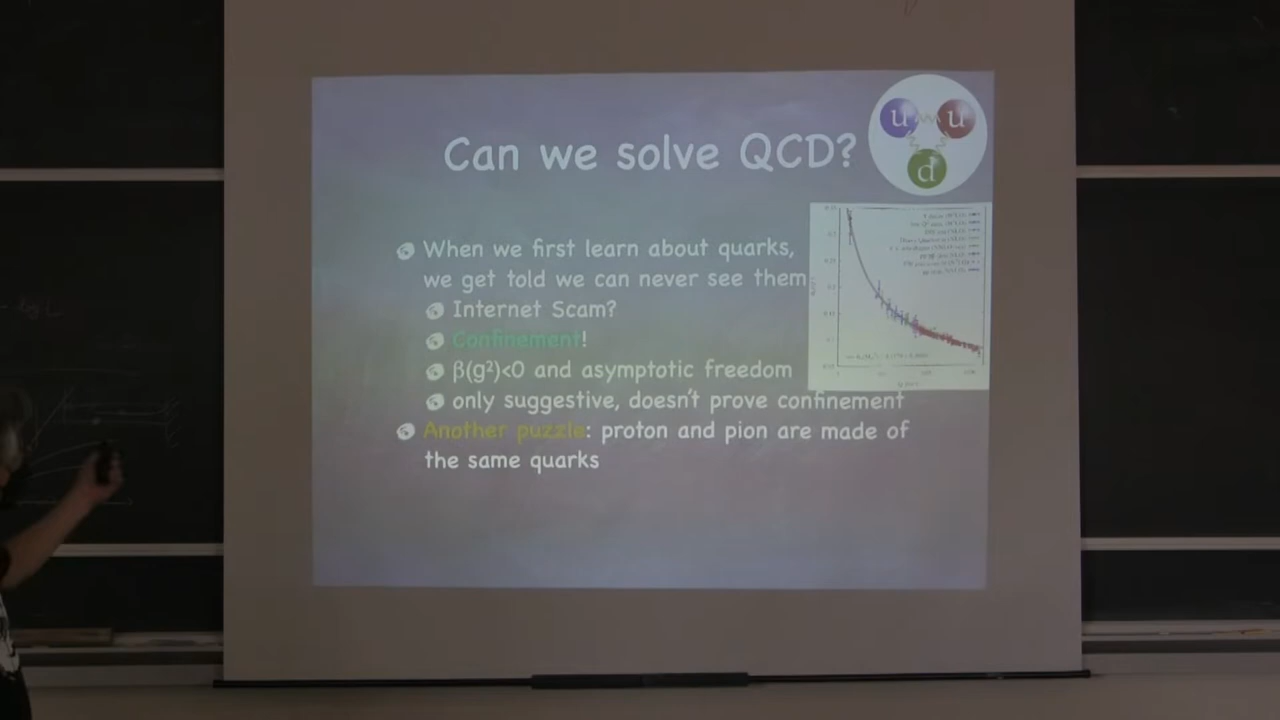 u u
d
Can we solve QCD?
When we first learn about quarks,
we get told we can never see them
Internet Scam?
Confinement!
β(g²)<0 and asymptotic freedom
only suggestive, doesn't prove confinement
Another puzzle: proton and pion are made of
the same quarks